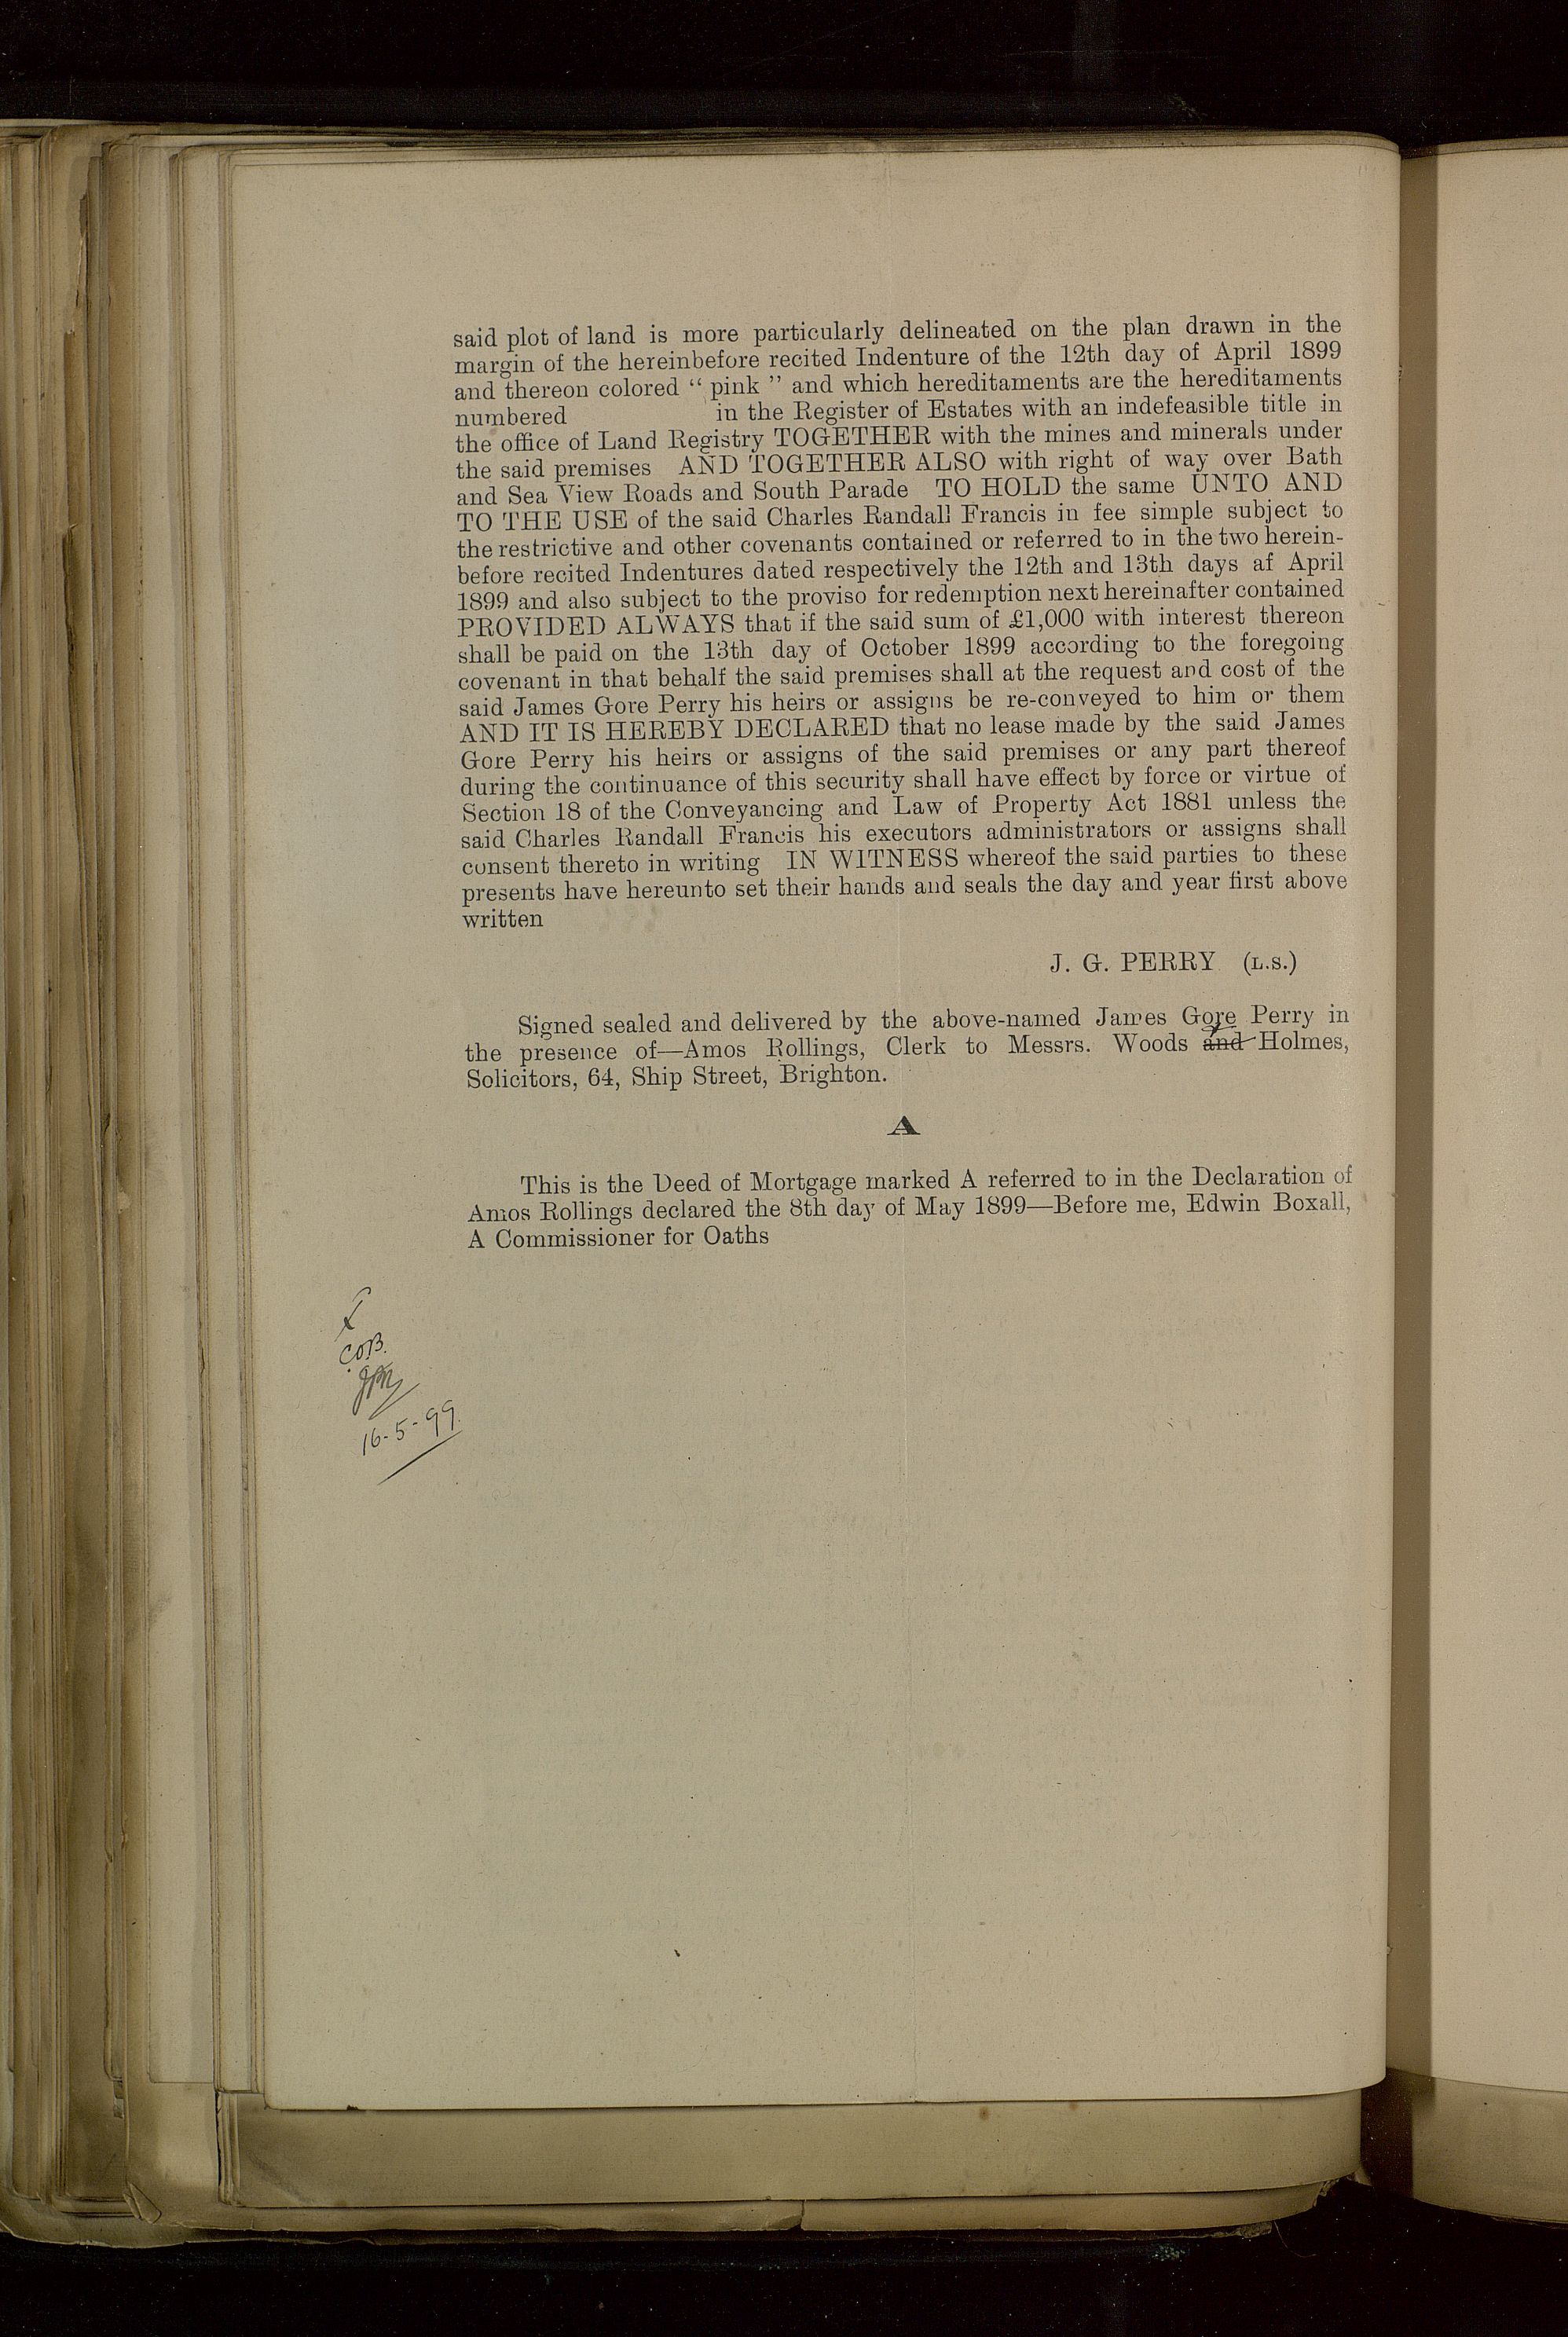 said plot of land is more particularly delineated on the plan drawn in the
margin of the hereinbefore recited Indenture of the 12th day of April 1899
and thereon colored “ pink ” and which hereditaments are the hereditaments
numbered in the Register of Estates with an indefeasible title in
the office of Land Registry TOGETHER with the mines and minerals under
the said premises AND TOGETHER ALSO with right of way over Bath
and Sea View Roads and South Parade TO HOLD the same UNTO AND
TO THE USE of the said Charles Randall Francis in fee simple subject to
the restrictive and other covenants contained or referred to in the two herein-
before recited Indentures dated respectively the 12th and 13th days af April
1899 and also subject to the proviso for redemption next hereinafter contained
PROVIDED ALWAYS that if the said sum of £1,000 with interest thereon
shall be paid on the 13th day of October 1899 according to the foregoing
covenant in that behalf the said premises shall at the request and cost of the
said James Gore Perry his heirs or assigns be re-conveyed to him or them
AND IT IS HEREBY DECLARED that no lease made by the said James
Gore Perry his heirs or assigns of the said premises or any part thereof
during the continuance of this security shall have effect by force or virtue of
Section 18 of the Conveyancing and Law of Property Act 1881 unless the
said Charles Randall Francis his executors administrators or assigns shall
consent thereto in writing IN WITNESS whereof the said parties to these
presents have hereunto set their hands and seals the day and year first above
written
J. G. PERRY (L.S.)
Signed sealed and delivered by the above-named James Gore Perry in
the presence of—Amos Rollings, Clerk to Messrs. Woods and Holmes,
Solicitors, 64, Ship Street, Brighton.
A
This is the Deed of Mortgage marked A referred to in the Declaration of
Amos Rollings declared the 8th day of May 1899—Before me, Edwin Boxall,
A Commissioner for Oaths
C.O.B.
16-5-99.